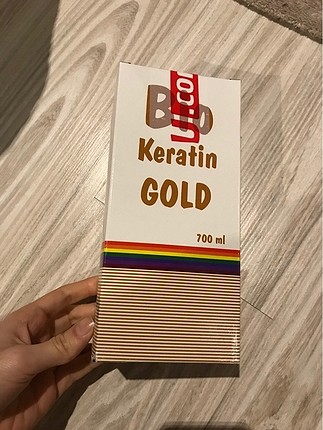 Bio
Keratin
GOLD
700 ml